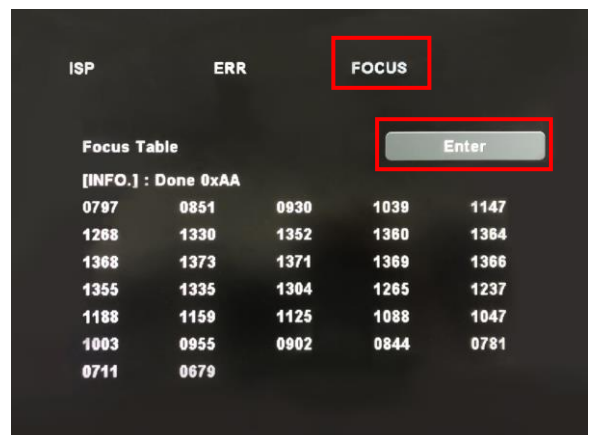 ISP ERR FOCUS
Focus Table Enter
[INFO.] : Done 0xAA
0797 0851 0930 1039 1147
1268 1330 1352 1360 1364
1368 1373 1371 1369 1366
1355 1335 1304 1265 1237
1188 1159 1125 1088 1047
1003 0955 0902 0844 0781
0711 0679